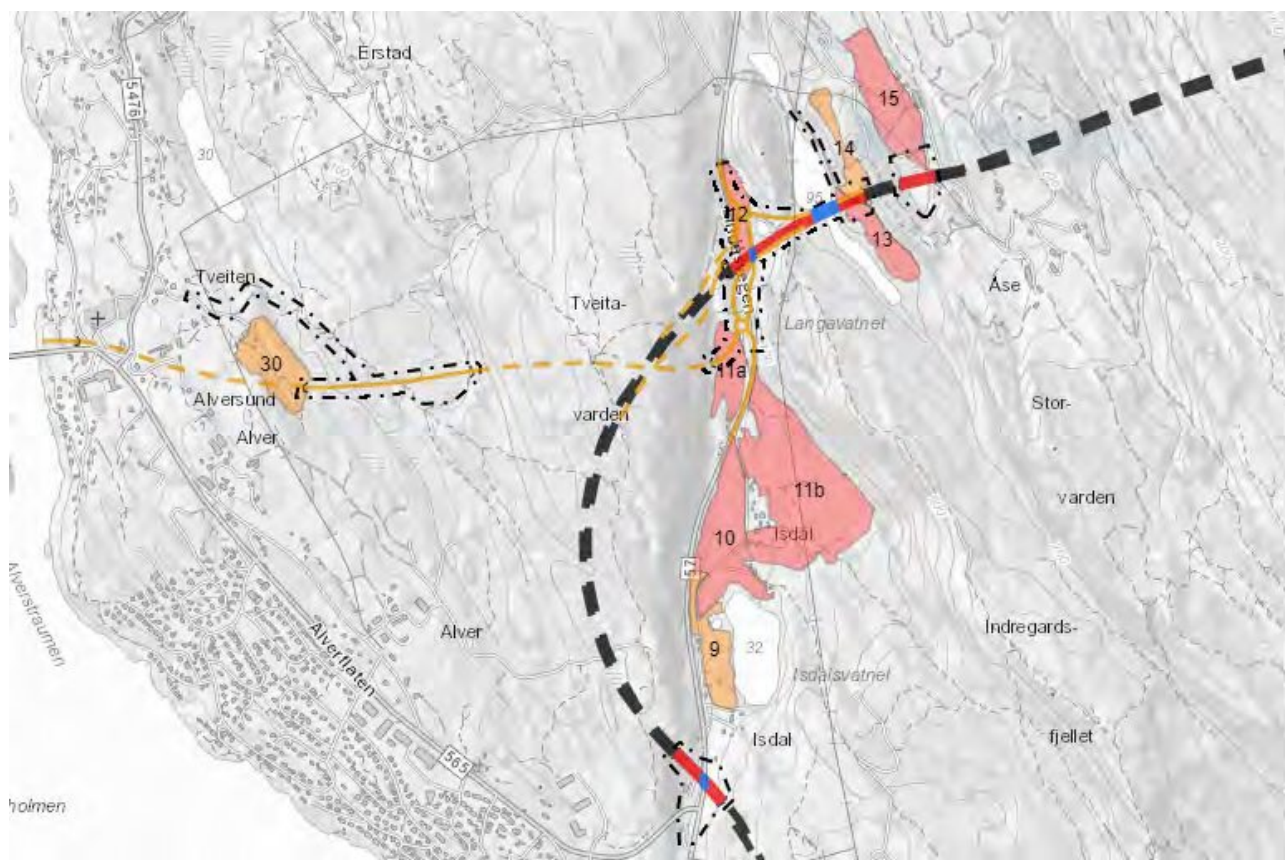 Erstad
5476
30
15
14
95
12
13
Tveiten
Tveita-
Åse
Langavatnet
30
11a
Alversund
Stor-
varden
Alver
11b
varden
Isdal
10
57
Alverstraumen
Alver
Indregards-
9
32
Alverflaten
Isdalsvatnet
Isdal
fjellet
565
holmen